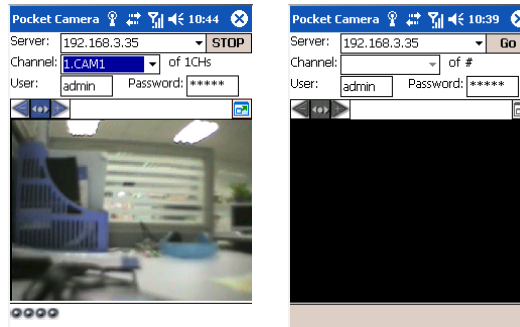 Pocket Camera 10:44
Server: 192.168.3.35 STOP
Channel: 1.CAM1 of 1CHs
User: admin Password: *****
Pocket Camera 10:39
Server: 192.168.3.35 Go
Channel: of #
User: admin Password: *****